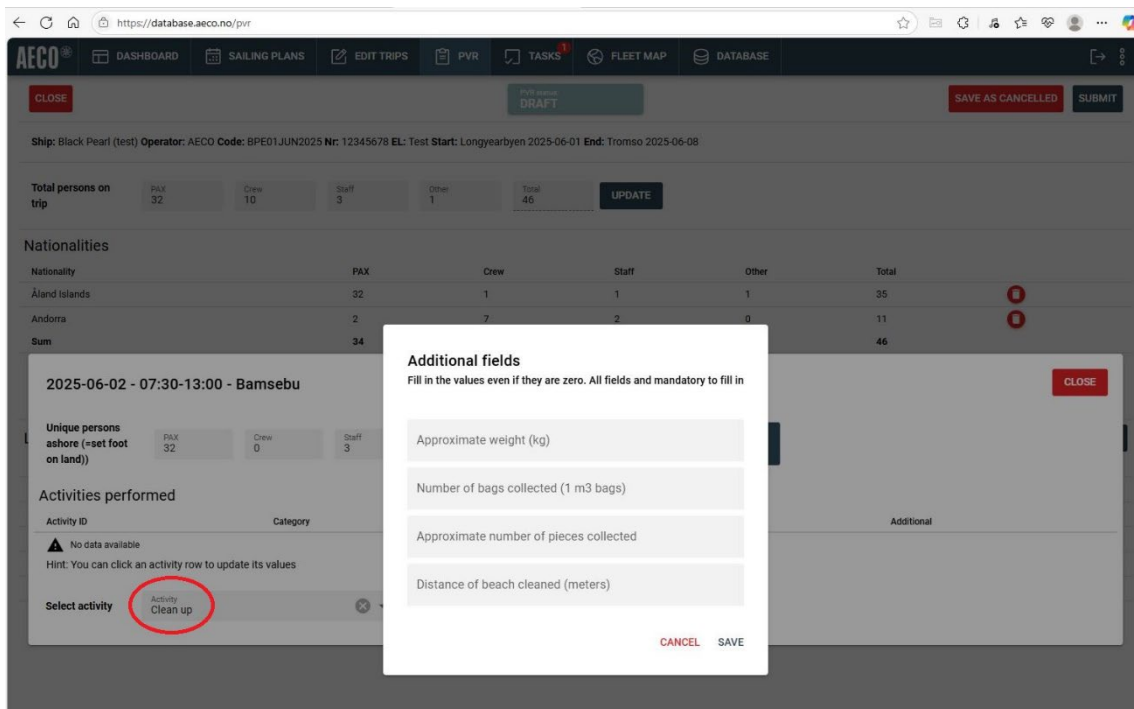 https://database.aeco.no/pvr
AECO DASHBOARD SAILING PLANS EDIT TRIPS PVR TASKS 1 FLEET MAP DATABASE
CLOSE PVR status DRAFT SAVE AS CANCELLED SUBMIT
Ship: Black Pearl (test) Operator: AECO Code: BPE01JUN2025 Nr: 12345678 EL: Test Start: Longyearbyen 2025-06-01 End: Tromso 2025-06-08
Total persons on trip PAX 32 Crew 10 Staff 3 Other 1 Total 46 UPDATE
Nationalities
Nationality PAX Crew Staff Other Total
Åland Islands 32 1 1 1 35
Andorra 2 7 2 0 11
Sum 34 46
2025-06-02 - 07:30-13:00 - Bamsebu CLOSE
Unique persons ashore (=set foot on land)) PAX 32 Crew 0 Staff 3
Activities performed
Activity ID Category Additional
No data available
Hint: You can click an activity row to update its values
Select activity Activity Clean up
Additional fields
Fill in the values even if they are zero. All fields and mandatory to fill in
Approximate weight (kg)
Number of bags collected (1 m3 bags)
Approximate number of pieces collected
Distance of beach cleaned (meters)
CANCEL SAVE